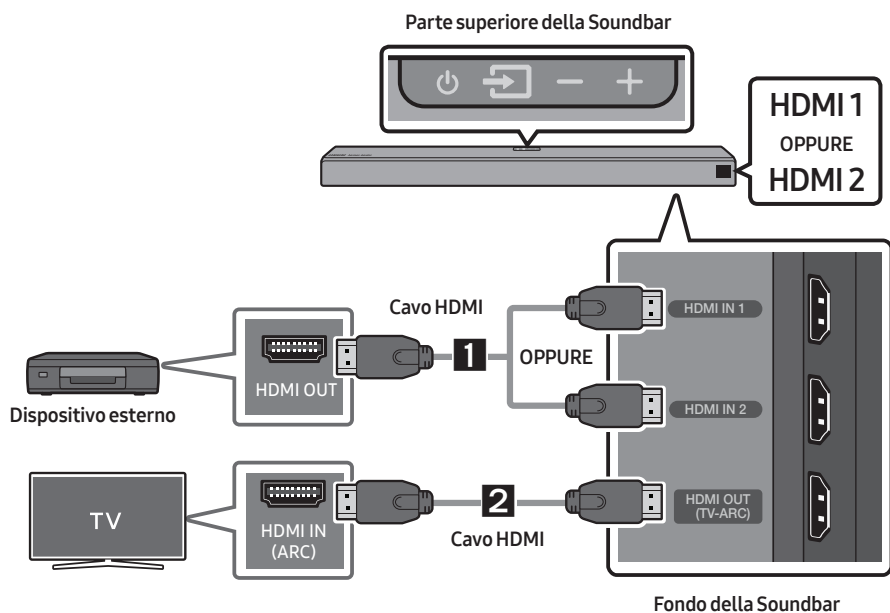 Parte superiore della Soundbar
HDMI 1
OPPURE
HDMI 2
Cavo HDMI
HDMI IN 1
1
OPPURE
HDMI OUT
Dispositivo esterno
HDMI IN 2
TV
HDMI IN
(ARC)
2
Cavo HDMI
HDMI OUT
(TV-ARC)
Fondo della Soundbar